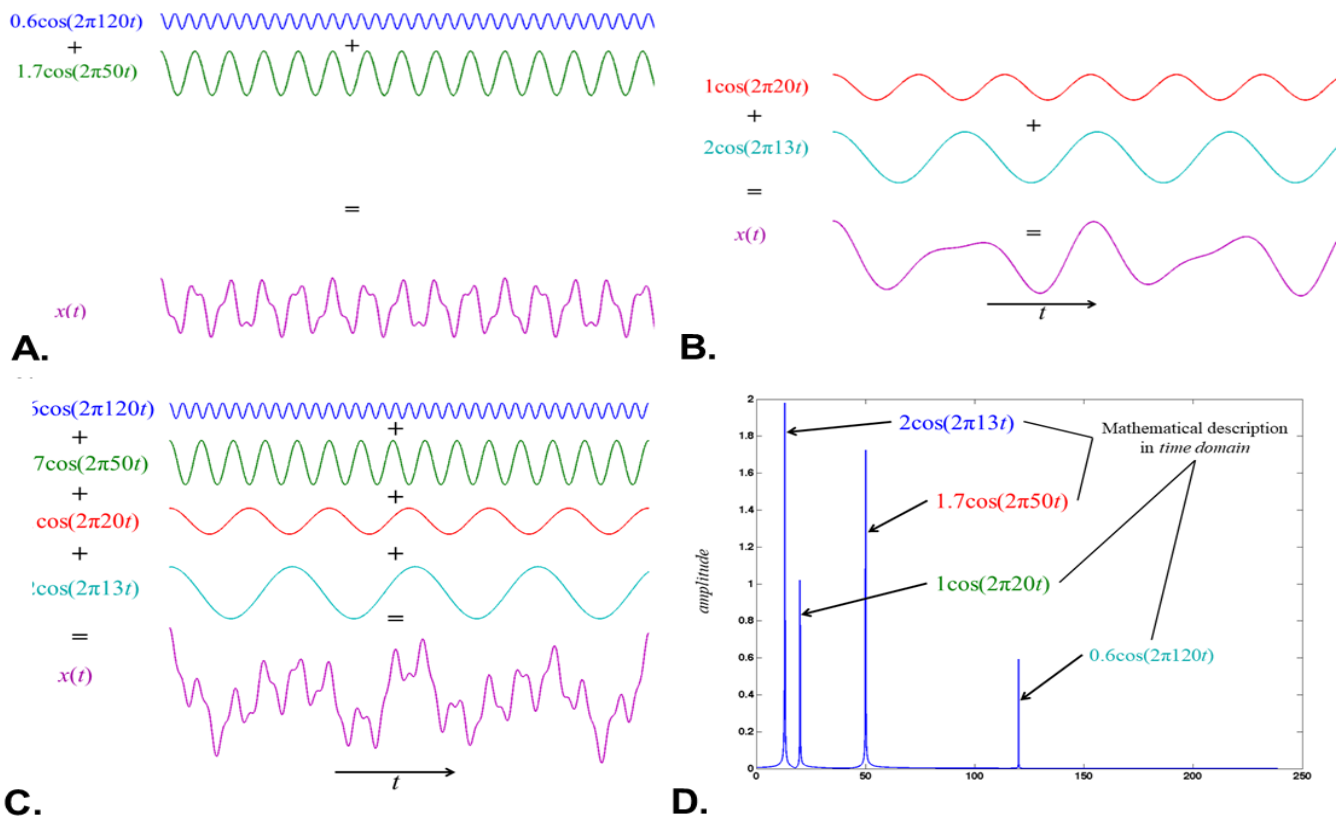 0.6cos(2π120t)
+
+
1.7cos(2π50t)
=
x(t)
A.
1cos(2π20t)
+
+
2cos(2π13t)
=
=
x(t)
t
B.
5cos(2π120t)
+
+
7cos(2π50t)
+
+
cos(2π20t)
+
+
2cos(2π13t)
=
=
x(t)
t
C.
2
1.8
1.6
1.4
1.2
1
0.8
0.6
0.4
0.2
0
amplitude
2cos(2π13t)
Mathematical description
in time domain
1.7cos(2π50t)
1cos(2π20t)
0.6cos(2π120t)
0 50 100 150 200 250
D.